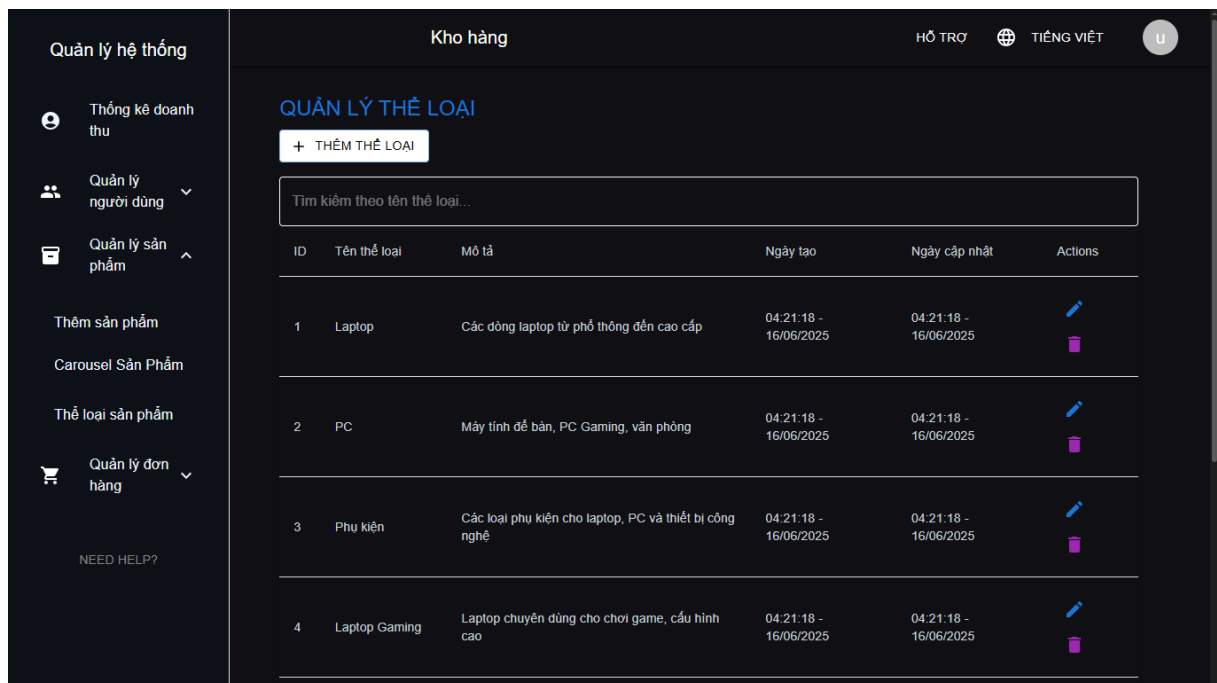 Quản lý hệ thống
Thống kê doanh
thu
Quản lý
người dùng
Quản lý sản
phẩm
Thêm sản phẩm
Carousel Sản Phẩm
Thể loại sản phẩm
Quản lý đơn
hàng
NEED HELP?
Kho hàng
HỖ TRỢ
TIẾNG VIỆT
u
QUẢN LÝ THỂ LOẠI
+ THÊM THỂ LOẠI
Tìm kiếm theo tên thể loại...
ID Tên thể loại Mô tả Ngày tạo Ngày cập nhật Actions
1 Laptop Các dòng laptop từ phổ thông đến cao cấp 04:21:18 - 04:21:18 -
16/06/2025 16/06/2025
2 PC Máy tính để bàn, PC Gaming, văn phòng 04:21:18 - 04:21:18 -
16/06/2025 16/06/2025
3 Phụ kiện Các loại phụ kiện cho laptop, PC và thiết bị công 04:21:18 - 04:21:18 -
nghệ 16/06/2025 16/06/2025
4 Laptop Gaming Laptop chuyên dùng cho chơi game, cấu hình 04:21:18 - 04:21:18 -
cao 16/06/2025 16/06/2025